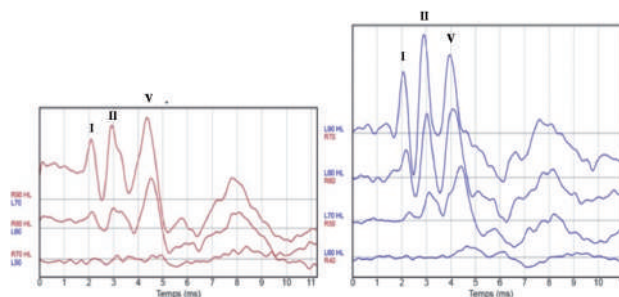 I II V
R90 HL
L70
R80 HL
L60
R70 HL
L50
0 1 2 3 4 5 6 7 8 9 10 11
Temps (ms)
I II V
L90 HL
R70
L80 HL
R60
L70 HL
R50
L60 HL
R40
0 1 2 3 4 5 6 7 8 9 10
Temps (ms)